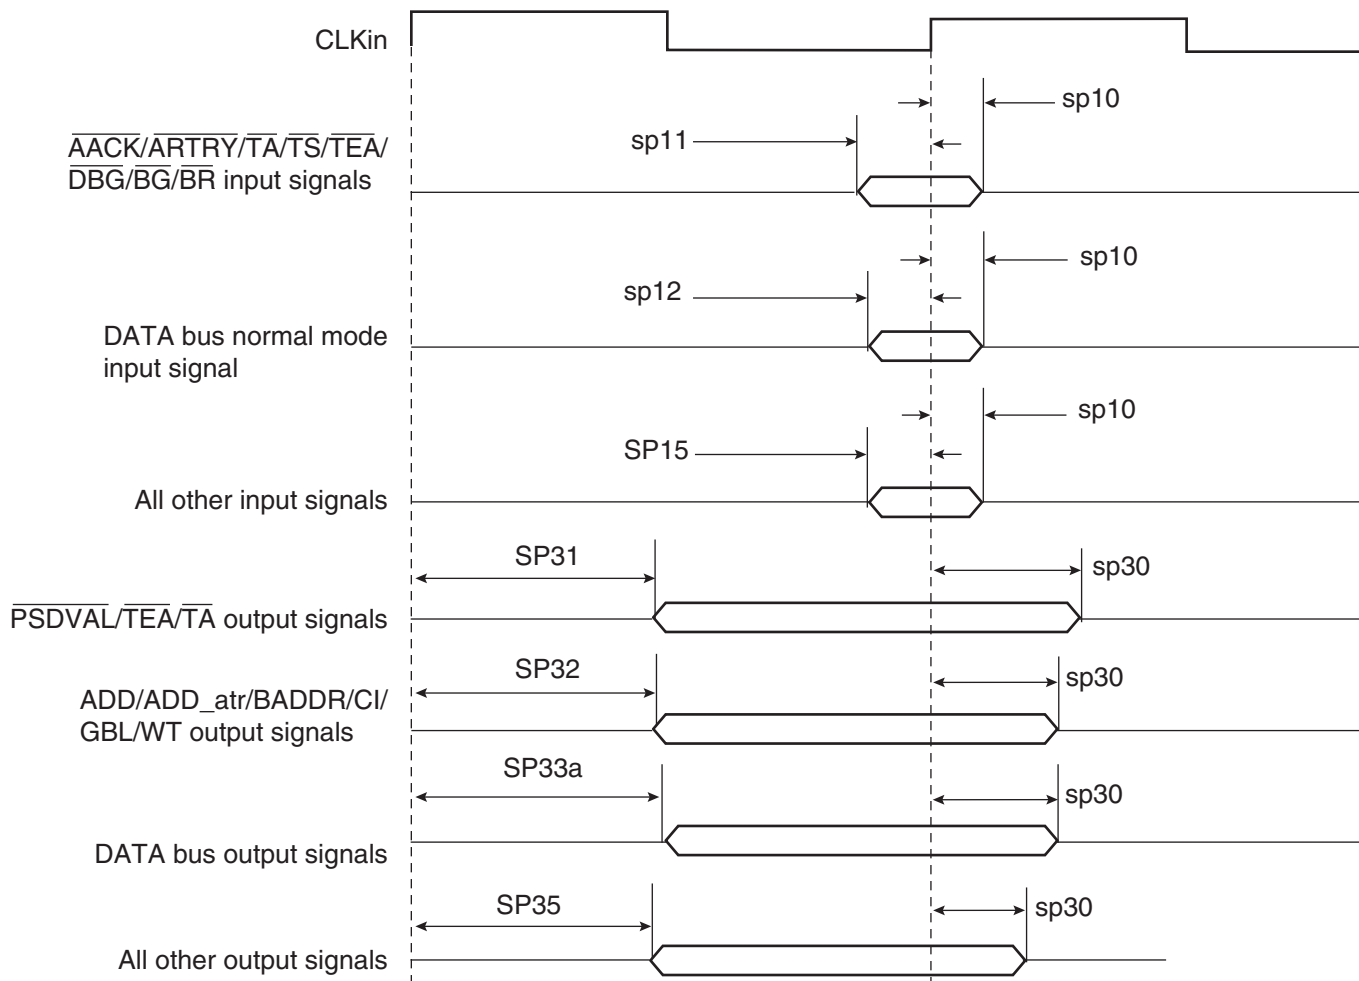 CLKin
sp10
sp11
AACK/ARTRY/TA/TS/TEA/
DBG/BG/BR input signals
sp10
sp12
DATA bus normal mode
input signal
sp10
SP15
All other input signals
SP31
sp30
PSDVAL/TEA/TA output signals
SP32
sp30
ADD/ADD_atr/BADDR/CI/
GBL/WT output signals
SP33a
sp30
DATA bus output signals
SP35
sp30
All other output signals